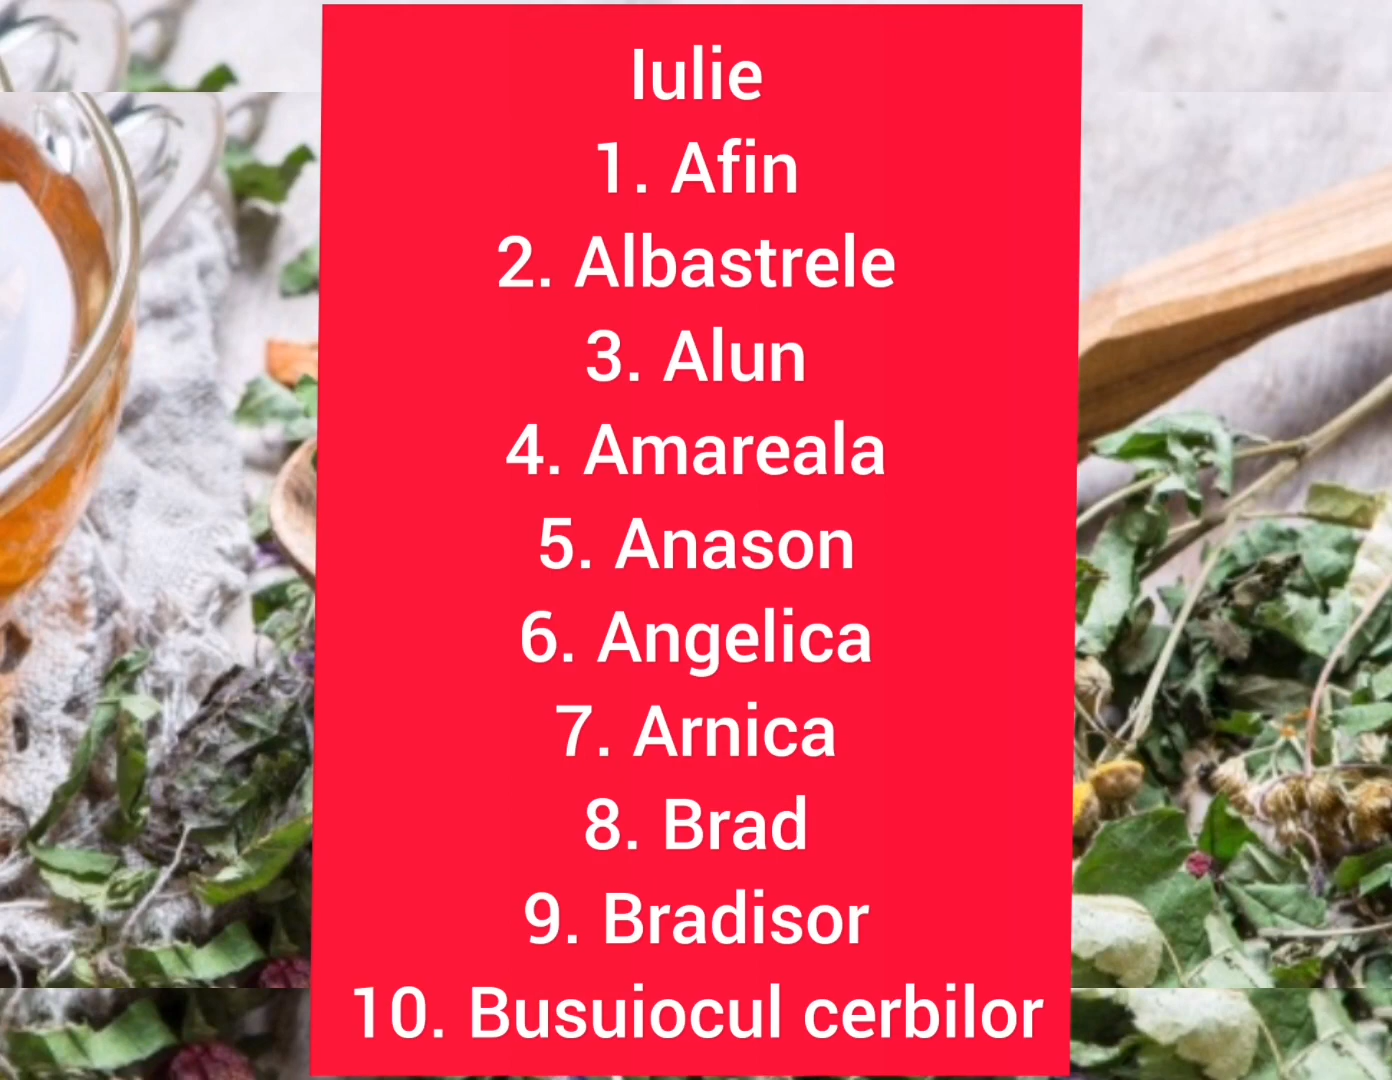 Iulie
1. Afin
2. Albastrele
3. Alun
4. Amareala
5. Anason
6. Angelica
7. Arnica
8. Brad
9. Bradisor
10. Busuiocul cerbilor